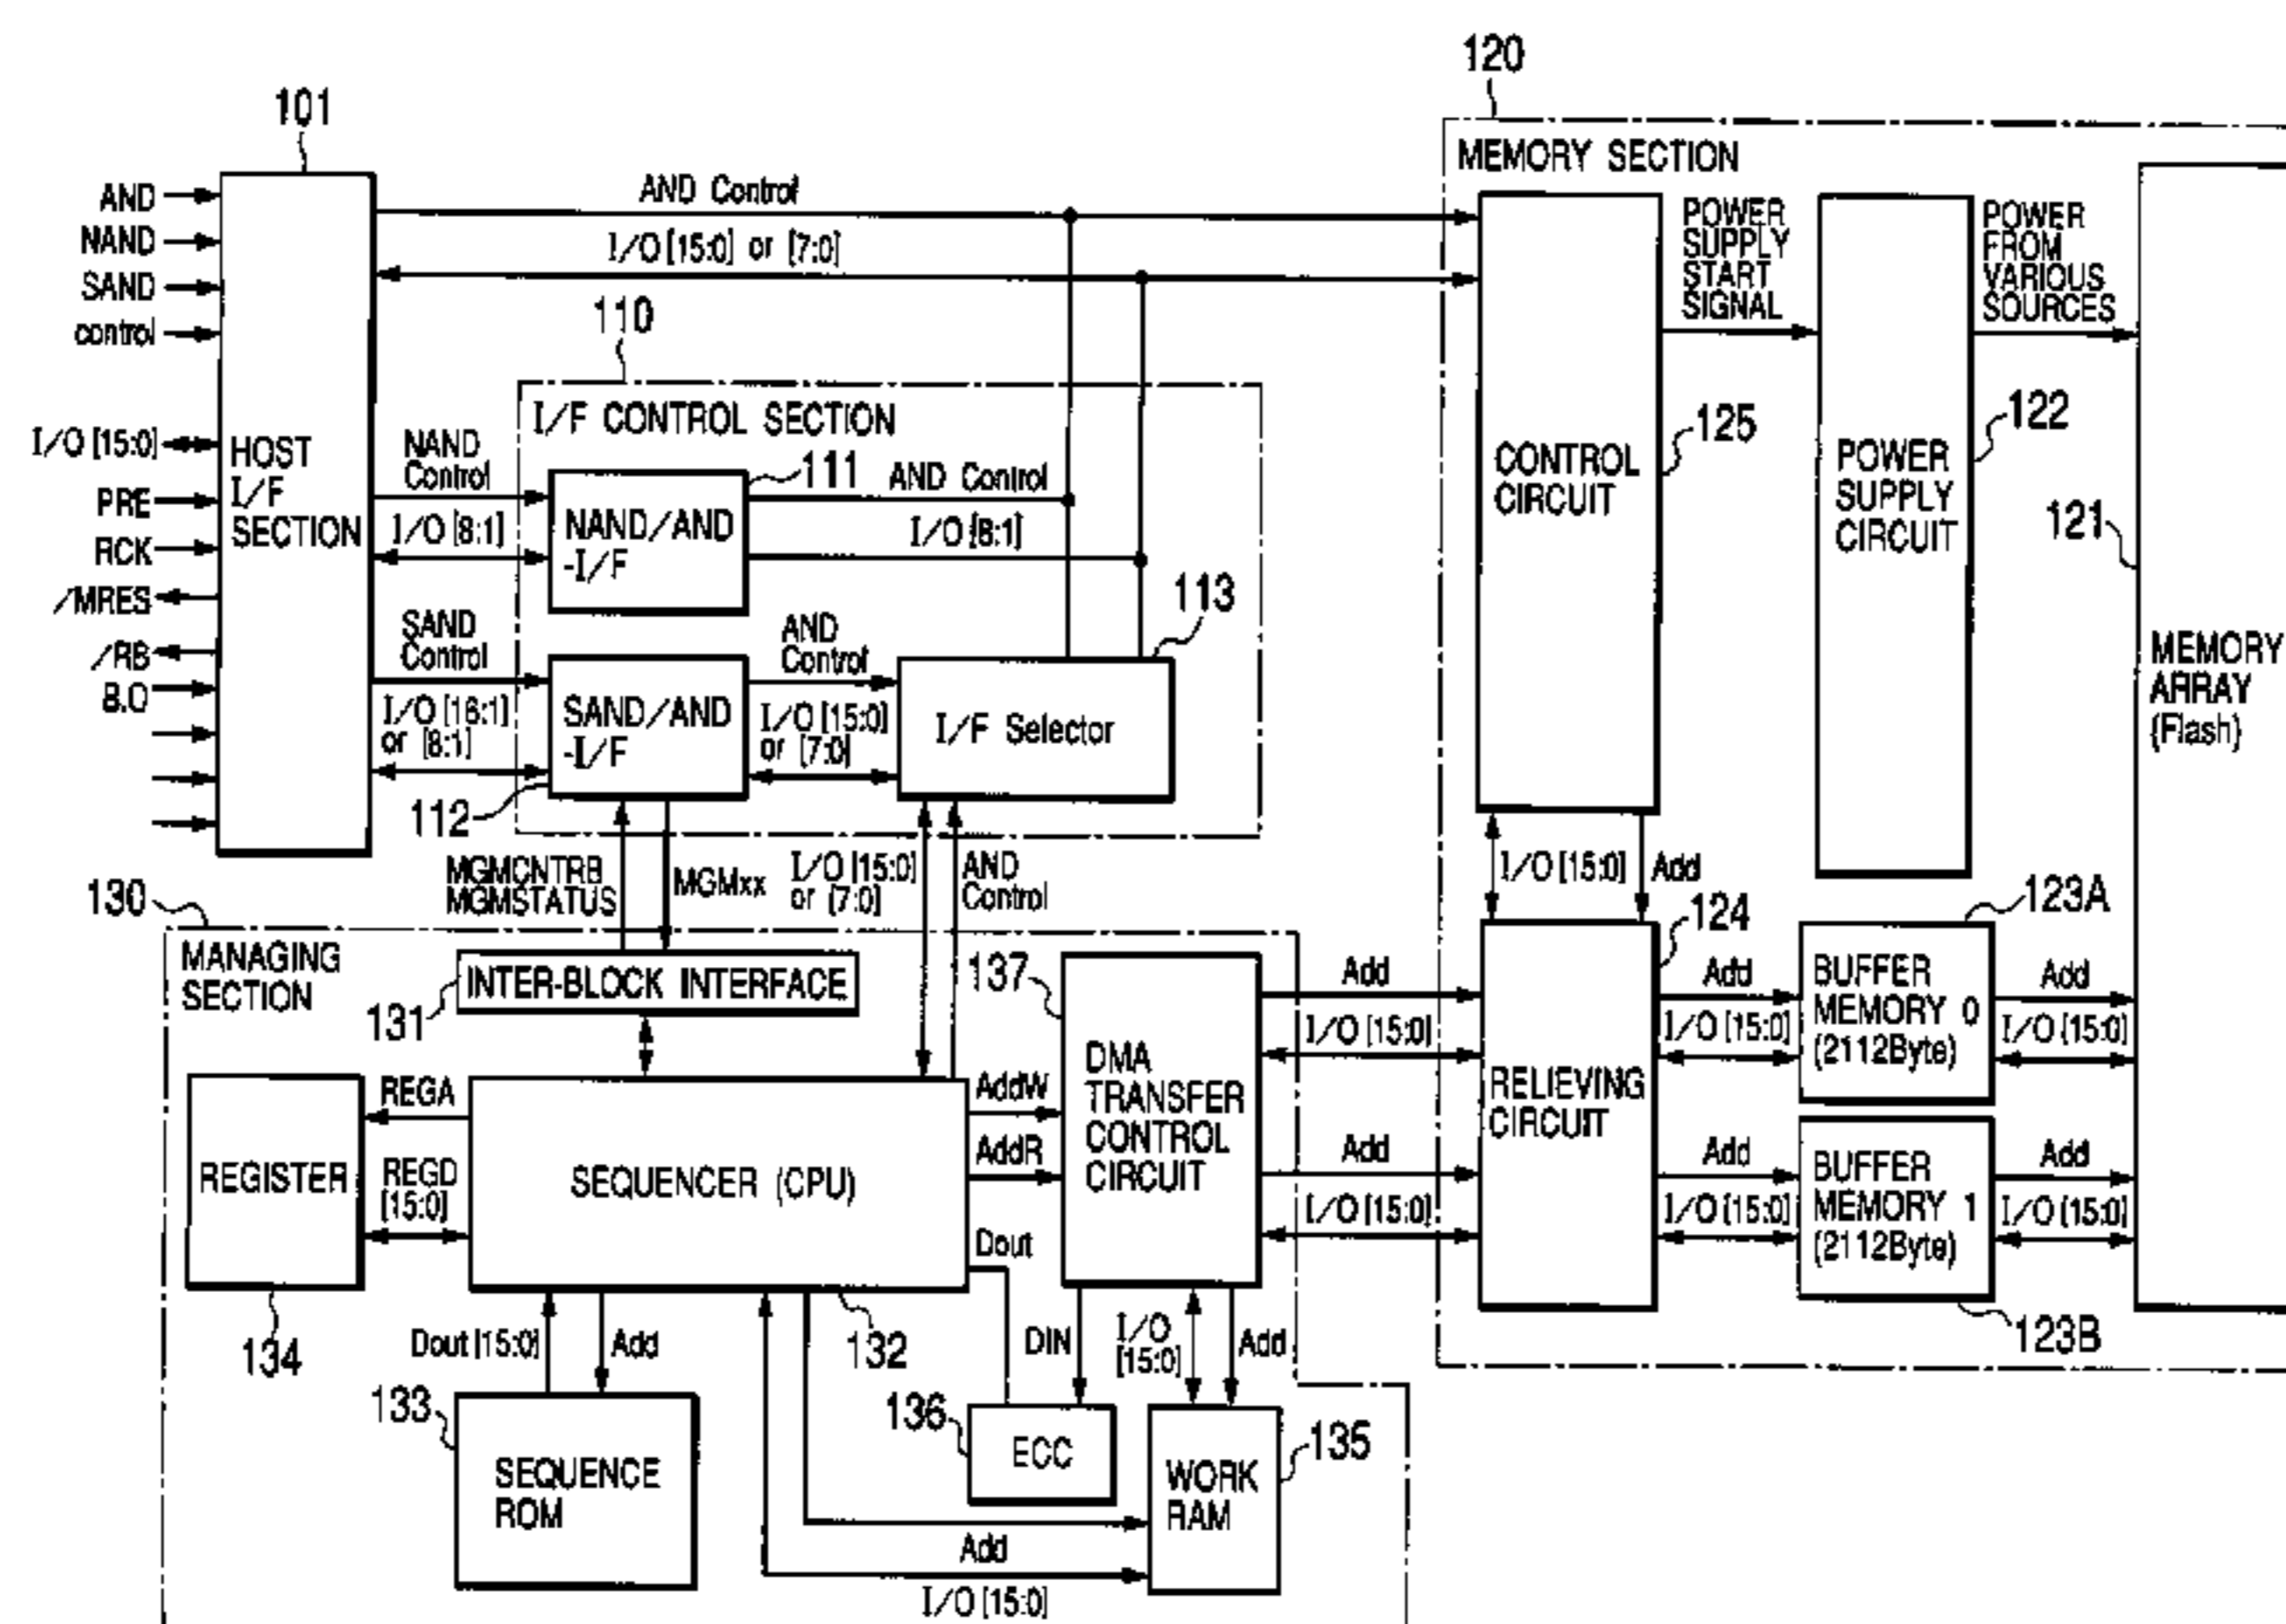 120
101
MEMORY SECTION
AND
NAND
SAND
control
AND Control
I/O [15:0] or [7:0]
POWER
SUPPLY
START
SIGNAL
POWER
FROM
VARIOUS
SOURCES
110
I/F CONTROL SECTION
I/O [15:0]
PRE
RCK
/MRES
/RB
8.0
HOST
I/F
SECTION
NAND
Control
I/O [8:1]
111
NAND/AND
-I/F
AND Control
I/O [8:1]
113
SAND
Control
I/O [16:1]
or [8:1]
SAND/AND
-I/F
112
AND
Control
I/O [15:0]
or [7:0]
I/F Selector
CONTROL
CIRCUIT
125
POWER
SUPPLY
CIRCUIT
122
121
MEMORY
ARRAY
(Flash)
MGMCNTRB
MGMSTATUS
MGMxx
I/O [15:0]
or [7:0]
AND
Control
I/O [15:0]
Add
130
MANAGING
SECTION
INTER-BLOCK INTERFACE
131
137
DMA
TRANSFER
CONTROL
CIRCUIT
Add
I/O [15:0]
Add
I/O [15:0]
124
RELIEVING
CIRCUIT
Add
I/O [15:0]
Add
I/O [15:0]
123A
BUFFER
MEMORY 0
(2112Byte)
Add
I/O [15:0]
BUFFER
MEMORY 1
(2112Byte)
Add
I/O [15:0]
123B
REGISTER
134
REGA
REGD
[15:0]
SEQUENCER (CPU)
132
AddW
AddR
Dout
Dout [15:0]
Add
133
SEQUENCE
ROM
DIN
I/O
[15:0]
Add
136
ECC
135
WORK
RAM
Add
I/O [15:0]